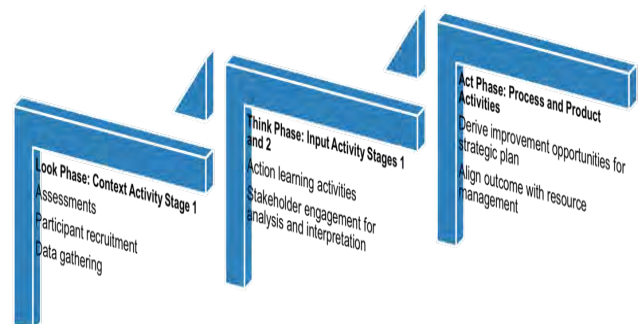 Look Phase: Context Activity Stage 1
Assessments
Participant recruitment
Data gathering
Think Phase: Input Activity Stages 1
and 2
Action learning activities
Stakeholder engagement for
analysis and interpretation
Act Phase: Process and Product
Activities
Derive improvement opportunities for
strategic plan
Align outcome with resource
management